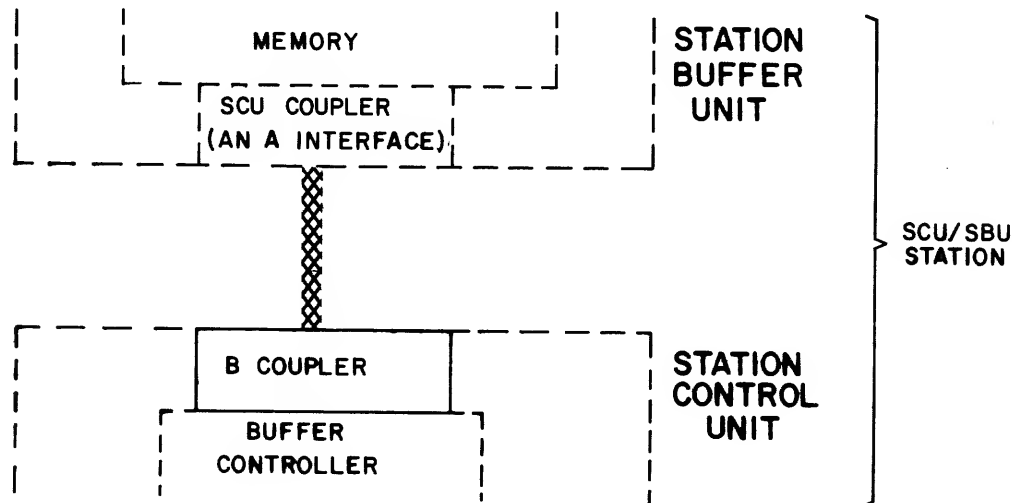 MEMORY
SCU COUPLER
(AN A INTERFACE)
STATION
BUFFER
UNIT
SCU/SBU
STATION
B COUPLER
BUFFER
CONTROLLER
STATION
CONTROL
UNIT